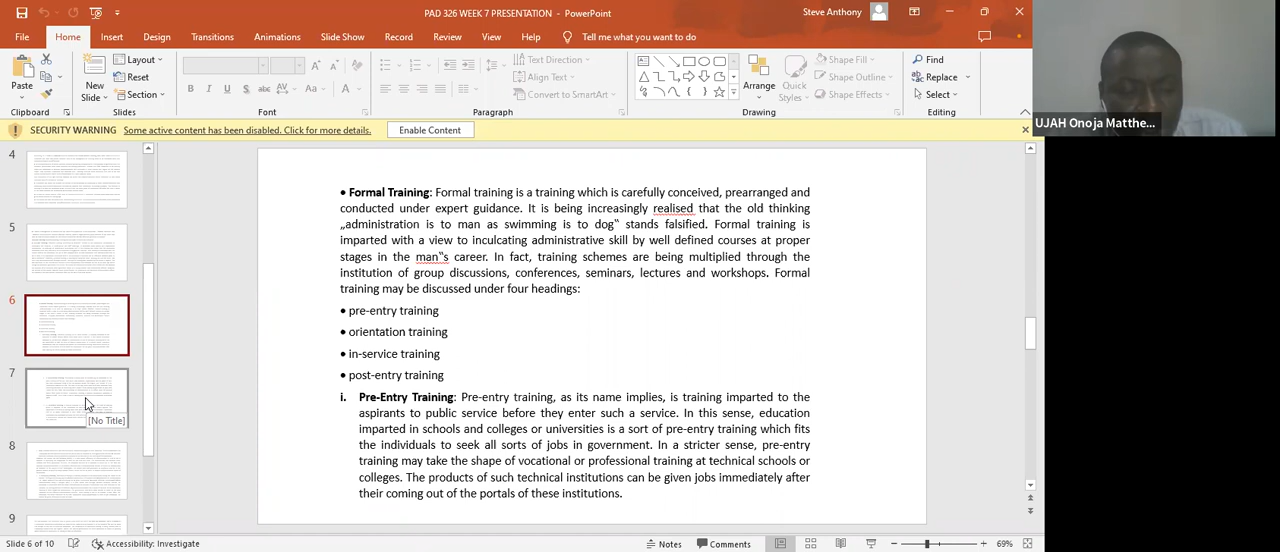 PAD 326 WEEK 7 PRESENTATION - PowerPoint
Steve Anthony
File Home Insert Design Transitions Animations Slide Show Record Review View Help Tell me what you want to do
Paste
New Slide
Layout
Reset
Section
Text Direction
Align Text
Convert to SmartArt
Arrange
Quick Styles
Shape Fill
Shape Outline
Shape Effects
Find
Replace
Select
Clipboard Slides Font Paragraph Drawing Editing
UJAH Onoja Matthe...
SECURITY WARNING Some active content has been disabled. Click for more details. Enable Content
4
5
6
7
[No Title]
8
9
• Formal Training: Formal training is a training which is carefully conceived, prearranged and
conducted under expert guidance. It is being increasingly realised that the old thinking
„administration is to man as swimming is to dog‟ stands falsified. Formal training is
imparted with a view to inculcating administrative skill by well defined courses at proper
stages in the man‟s career. In fact, training schemes are being multiplied through the
institution of group discussions, conferences, seminars, lectures and workshops. Formal
training may be discussed under four headings:
• pre-entry training
• orientation training
• in-service training
• post-entry training
i. Pre-Entry Training: Pre-entry training, as its name implies, is training imparted to the
aspirants to public service before they enter such a service. In this sense, education
imparted in schools and colleges or universities is a sort of pre-entry training which fits
the individuals to seek all sorts of jobs in government. In a stricter sense, pre-entry
training may take the shape of vocational or professional training at technical schools or
colleges. The products of such technical institutions can be given jobs immediately after
their coming out of the portals of these institutions.
Slide 6 of 10 Accessibility: Investigate Notes Comments 69%